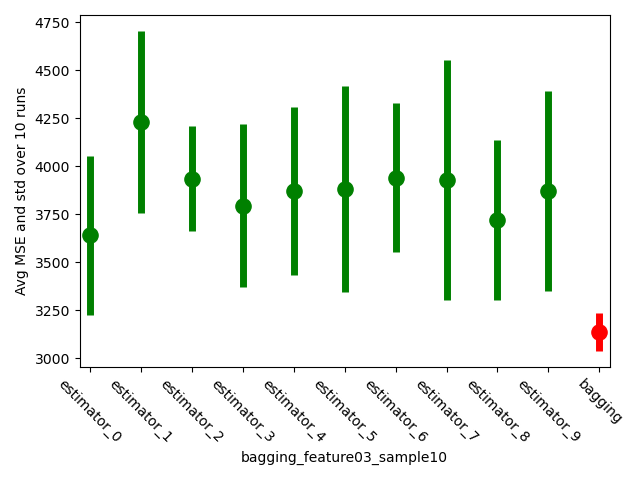 4750
4500
4250
4000
3750
3500
3250
3000
Avg MSE and std over 10 runs
estimator_0
estimator_1
estimator_2
estimator_3
estimator_4
estimator_5
estimator_6
estimator_7
estimator_8
estimator_9
bagging
bagging_feature03_sample10